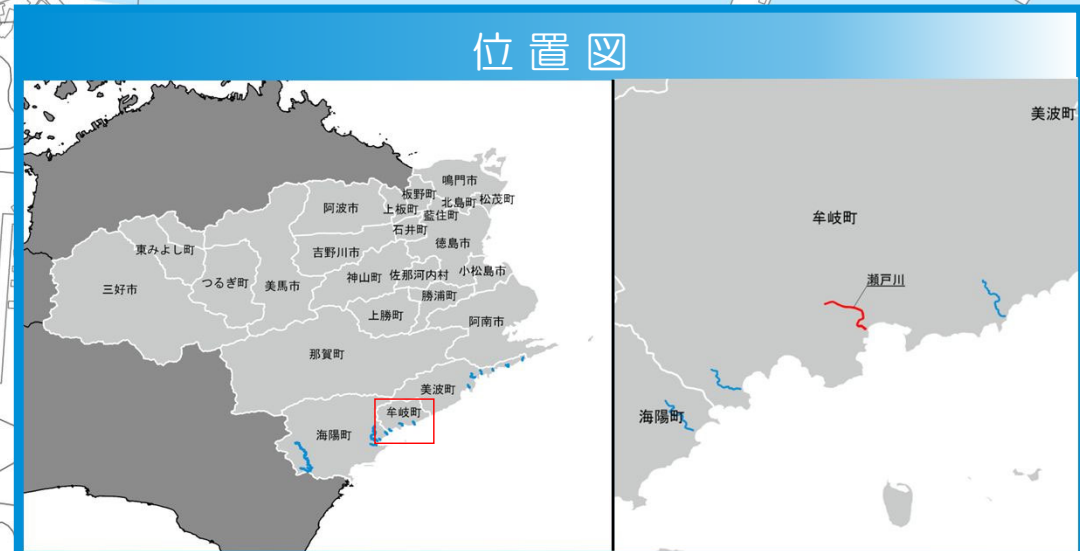 位置図
鳴門市
板野町
松茂町
北島町
上板町
藍住町
阿波市
石井町
徳島市
吉野川市
東みよし町
小松島市
佐那河内村
神山町
つるぎ町
美馬市
三好市
勝浦町
上勝町
阿南市
那賀町
美波町
牟岐町
海陽町
美波町
牟岐町
瀬戸川
海陽町